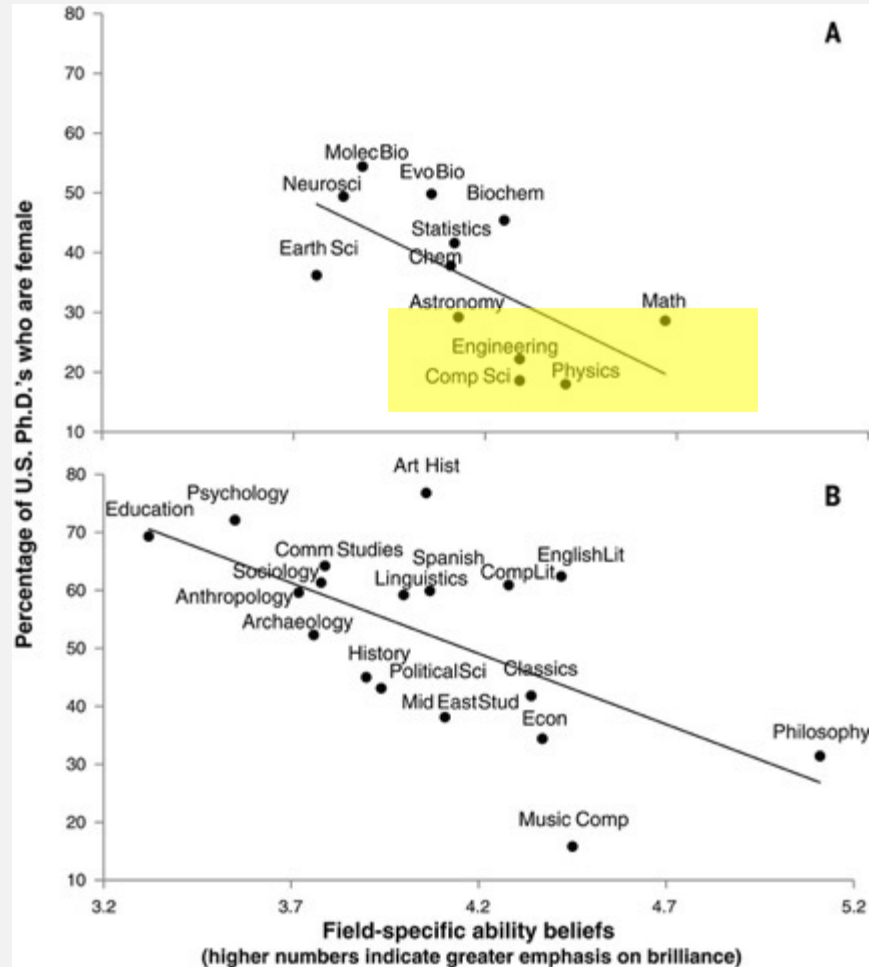 80
A
70
60
MolecBio
EvoBio
Neurosci
Biochem
50
Statistics
Earth Sci
Chem
40
Astronomy
Math
30
Engineering
Comp Sci
Physics
20
10
Percentage of U.S. Ph.D.'s who are female
Art Hist
80
B
Psychology
Education
70
Comm Studies
Spanish
EnglishLit
Sociology
Linguistics
CompLit
60
Anthropology
Archaeology
50
History
PoliticalSci
Classics
Mid EastStud
40
Econ
Philosophy
30
Music Comp
20
10
3.2 3.7 4.2 4.7 5.2
Field-specific ability beliefs
(higher numbers indicate greater emphasis on brilliance)